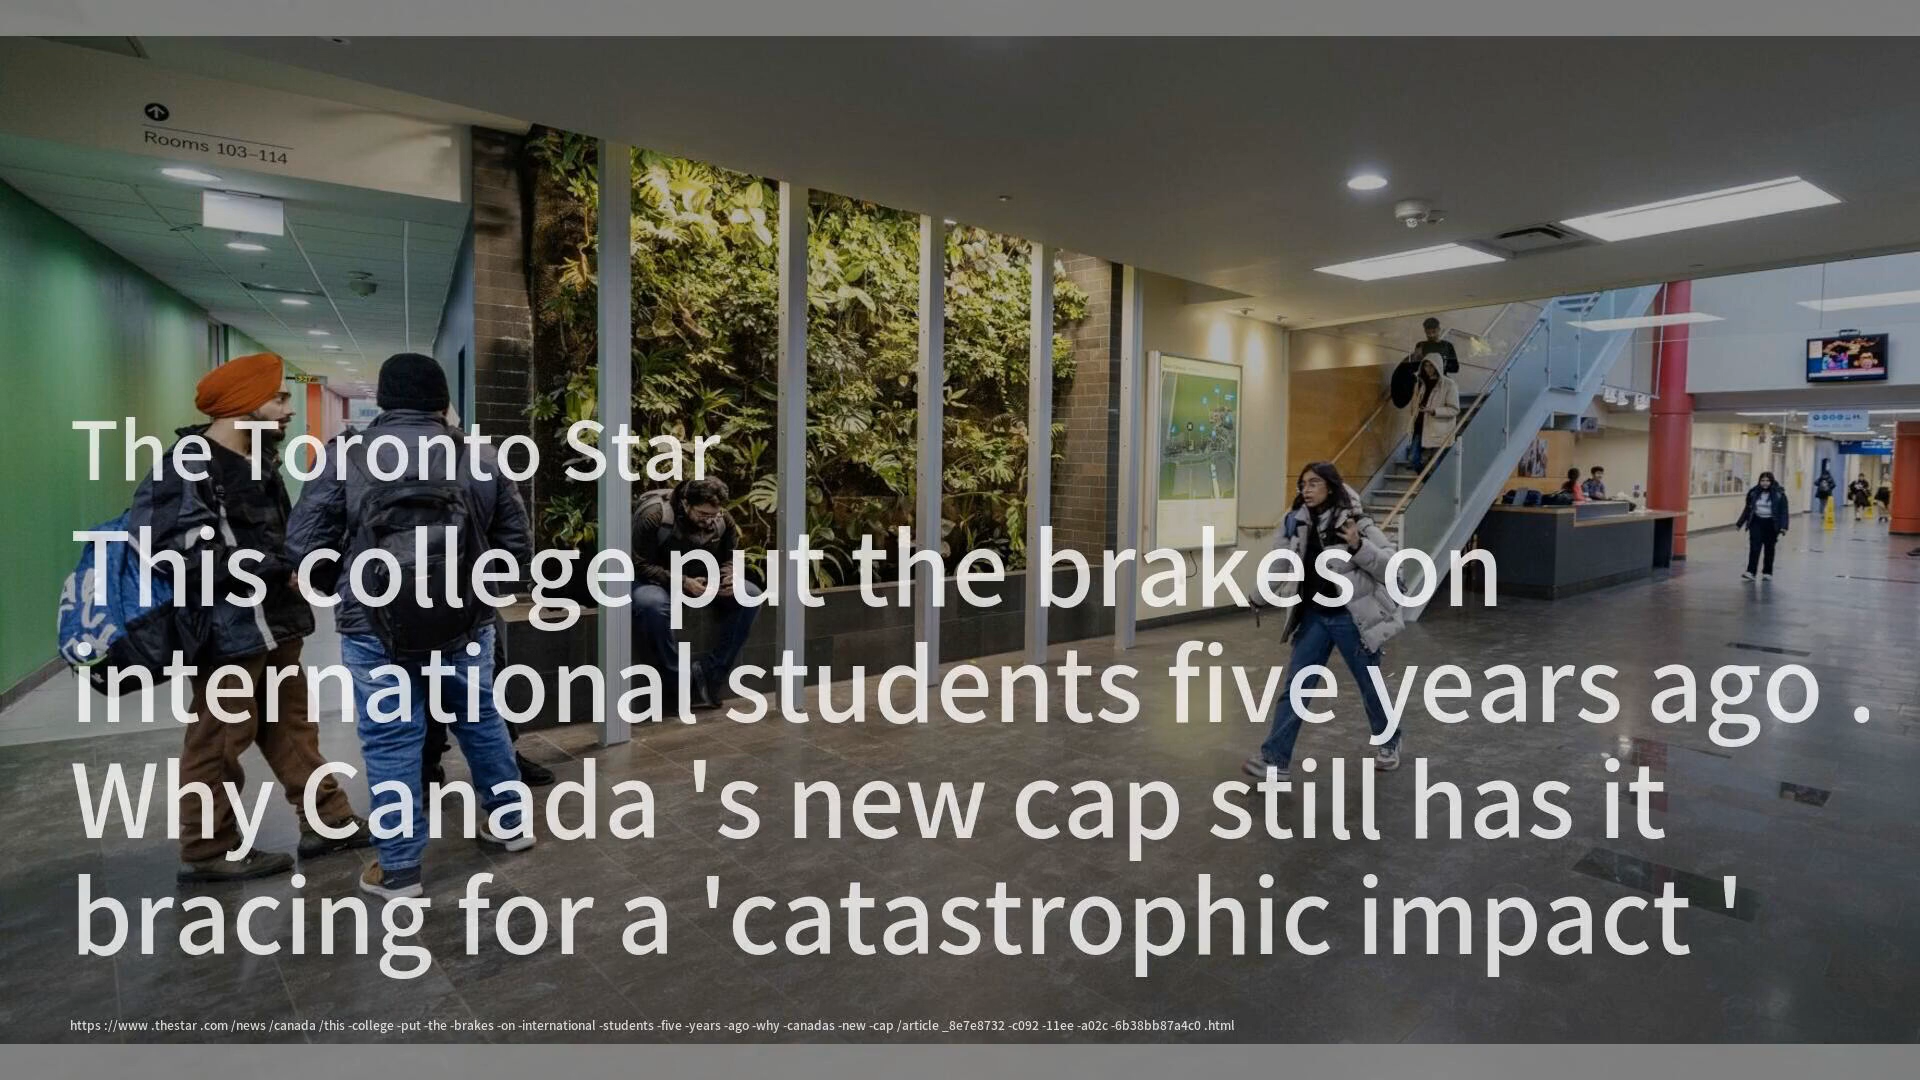 Rooms 103–114
The Toronto Star
This college put the brakes on
international students five years ago .
Why Canada 's new cap still has it
bracing for a 'catastrophic impact '
https ://www .thestar .com /news /canada /this -college -put -the -brakes -on -international -students -five -years -ago -why -canadas -new -cap /article _8e7e8732 -c092 -11ee -a02c -6b38bb87a4c0 .html